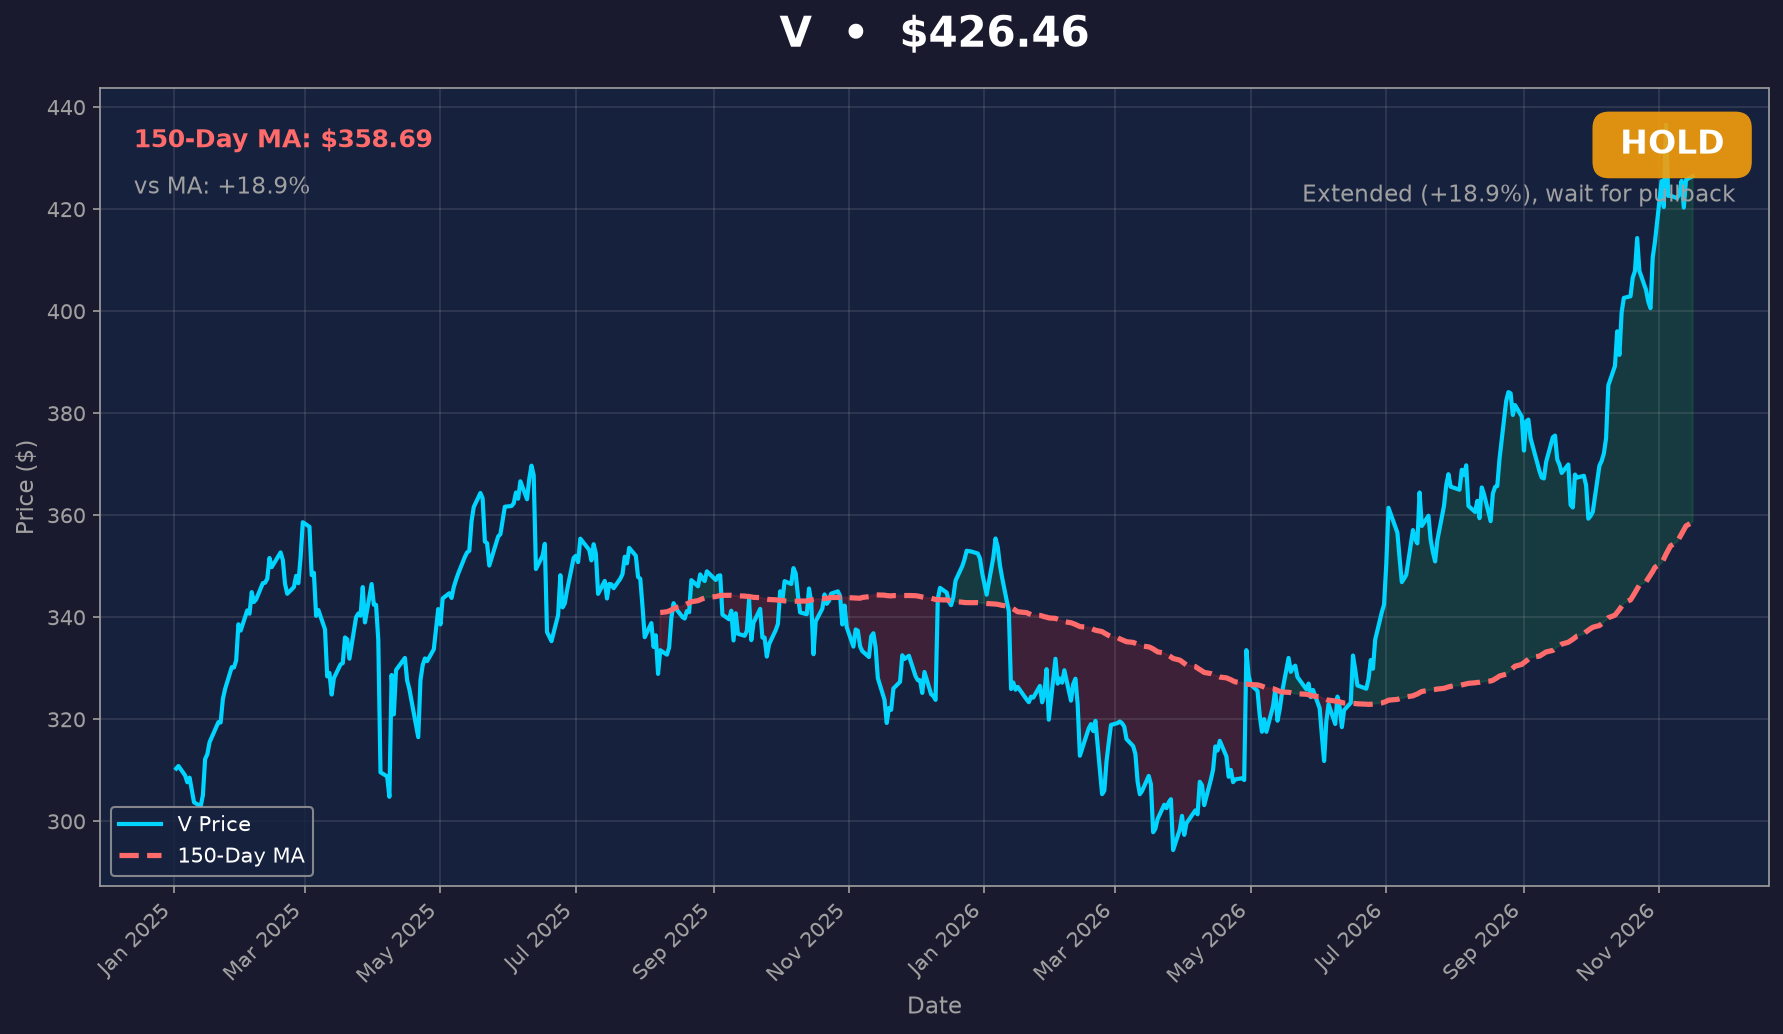 V • $426.46
150-Day MA: $358.69
vs MA: +18.9%
HOLD
Extended (+18.9%), wait for pullback
440
420
400
380
360
340
320
300
Price ($)
V Price
150-Day MA
Jan 2025
Mar 2025
May 2025
Jul 2025
Sep 2025
Nov 2025
Jan 2026
Mar 2026
May 2026
Jul 2026
Sep 2026
Nov 2026
Date